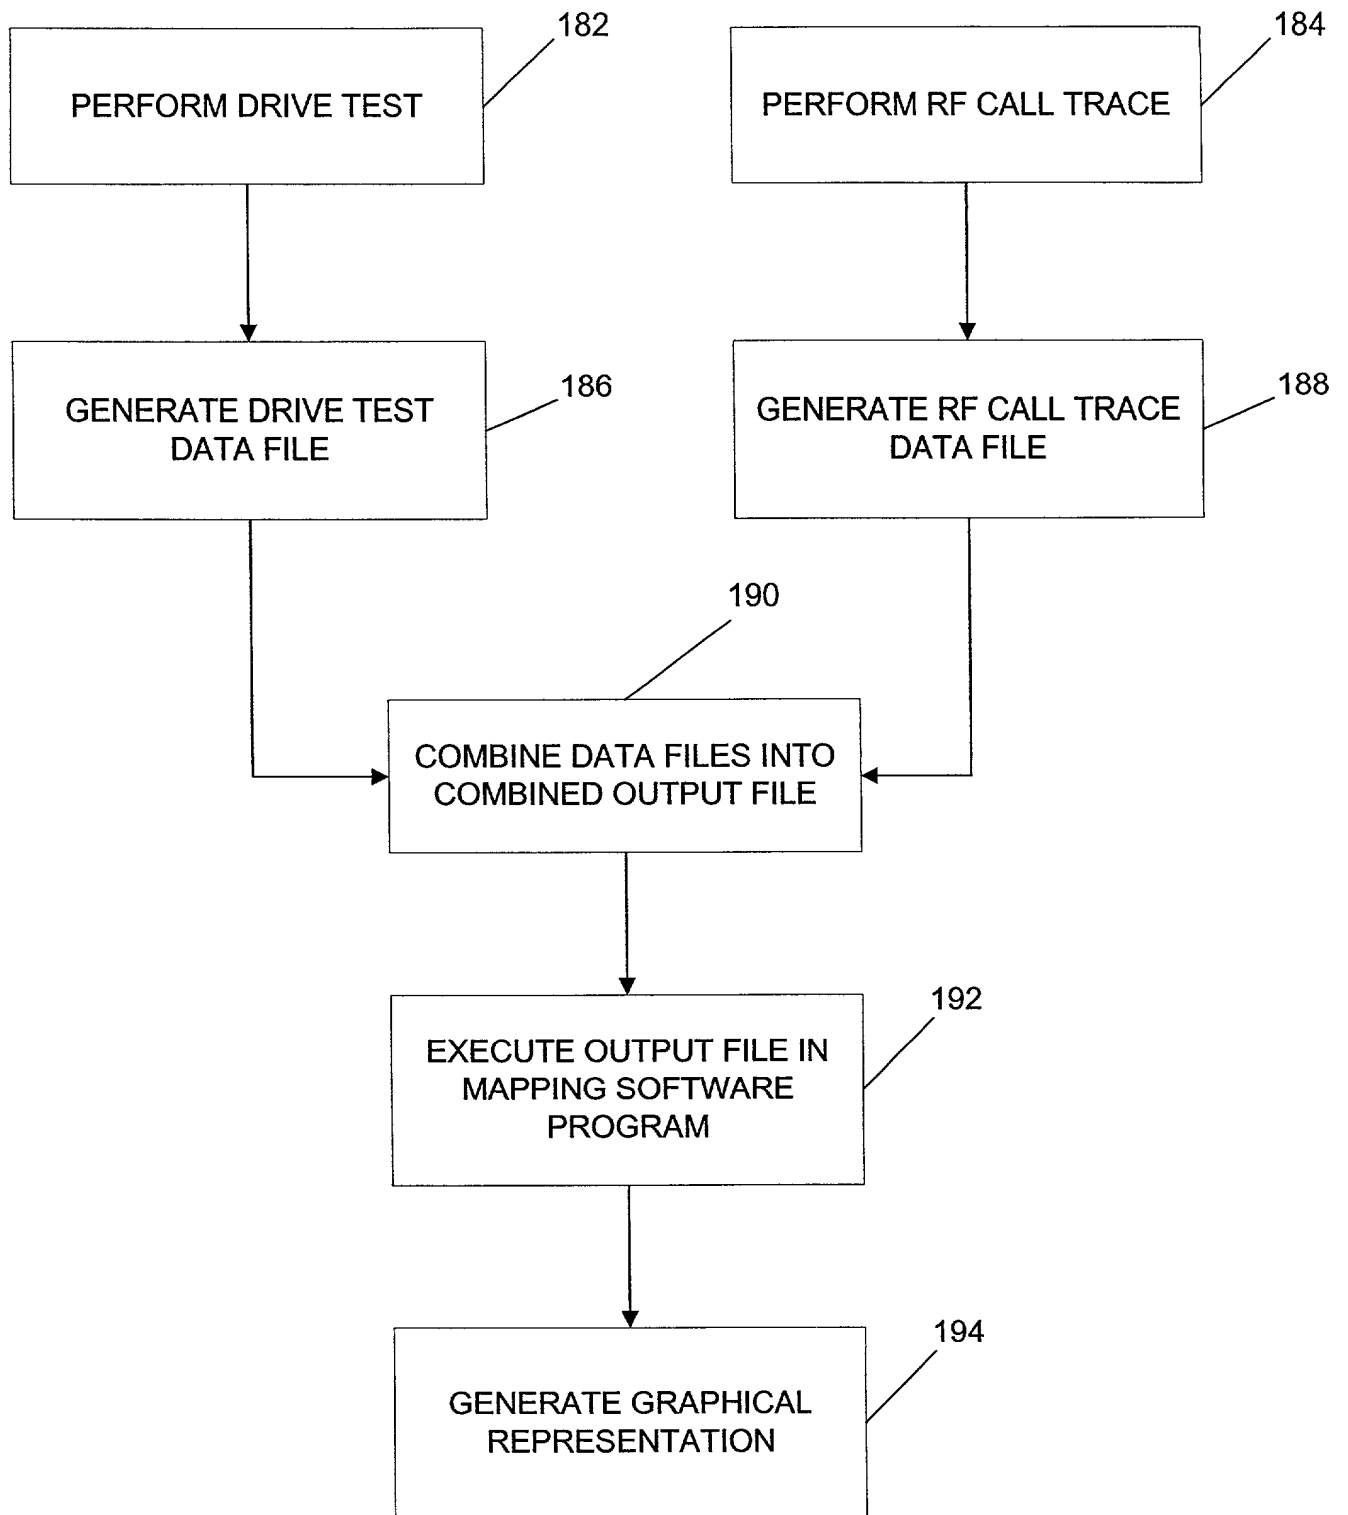 182
PERFORM DRIVE TEST
184
PERFORM RF CALL TRACE
186
GENERATE DRIVE TEST
DATA FILE
188
GENERATE RF CALL TRACE
DATA FILE
190
COMBINE DATA FILES INTO
COMBINED OUTPUT FILE
192
EXECUTE OUTPUT FILE IN
MAPPING SOFTWARE
PROGRAM
194
GENERATE GRAPHICAL
REPRESENTATION